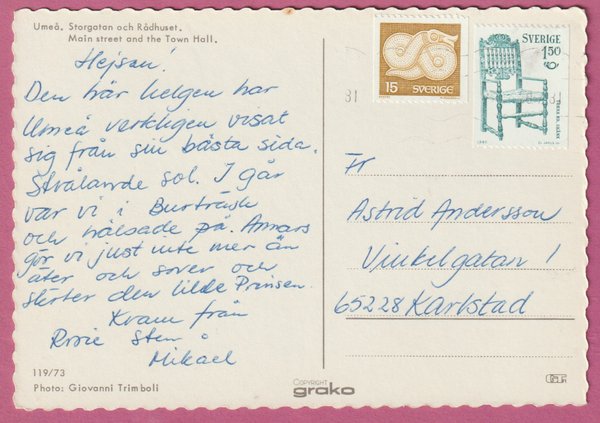 Umeå. Storgatan och Rådhuset.
Main street and the Town Hall.
Hejsan!
Den här helgen har
Umeå verkligen visat
sig från sin bästa sida.
Strålande sol. I går
var vi i Burträsk
och hälsade på. Annars
gör vi just inte mer än
äter och sover och
sköter den lilde Prinsen.
Kram från
Sten &
Mikael
119/73
Photo: Giovanni Trimboli
COPYRIGHT
grako
81
15
SVERIGE
SVERIGE
1.50
Fr
Astrid Andersson
Vinkelgatan 1
65228 Karlstad